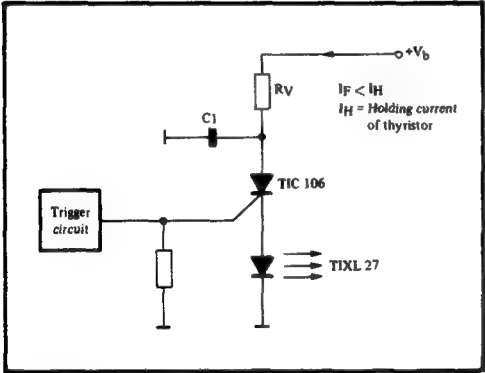 +Vb
RV
IF < IH
IH = Holding current
of thyristor
C1
TIC 106
Trigger
circuit
TIXL 27